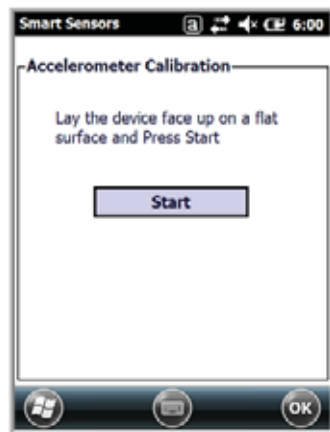 Smart Sensors a 6:00
Accelerometer Calibration
Lay the device face up on a flat
surface and Press Start
Start
OK